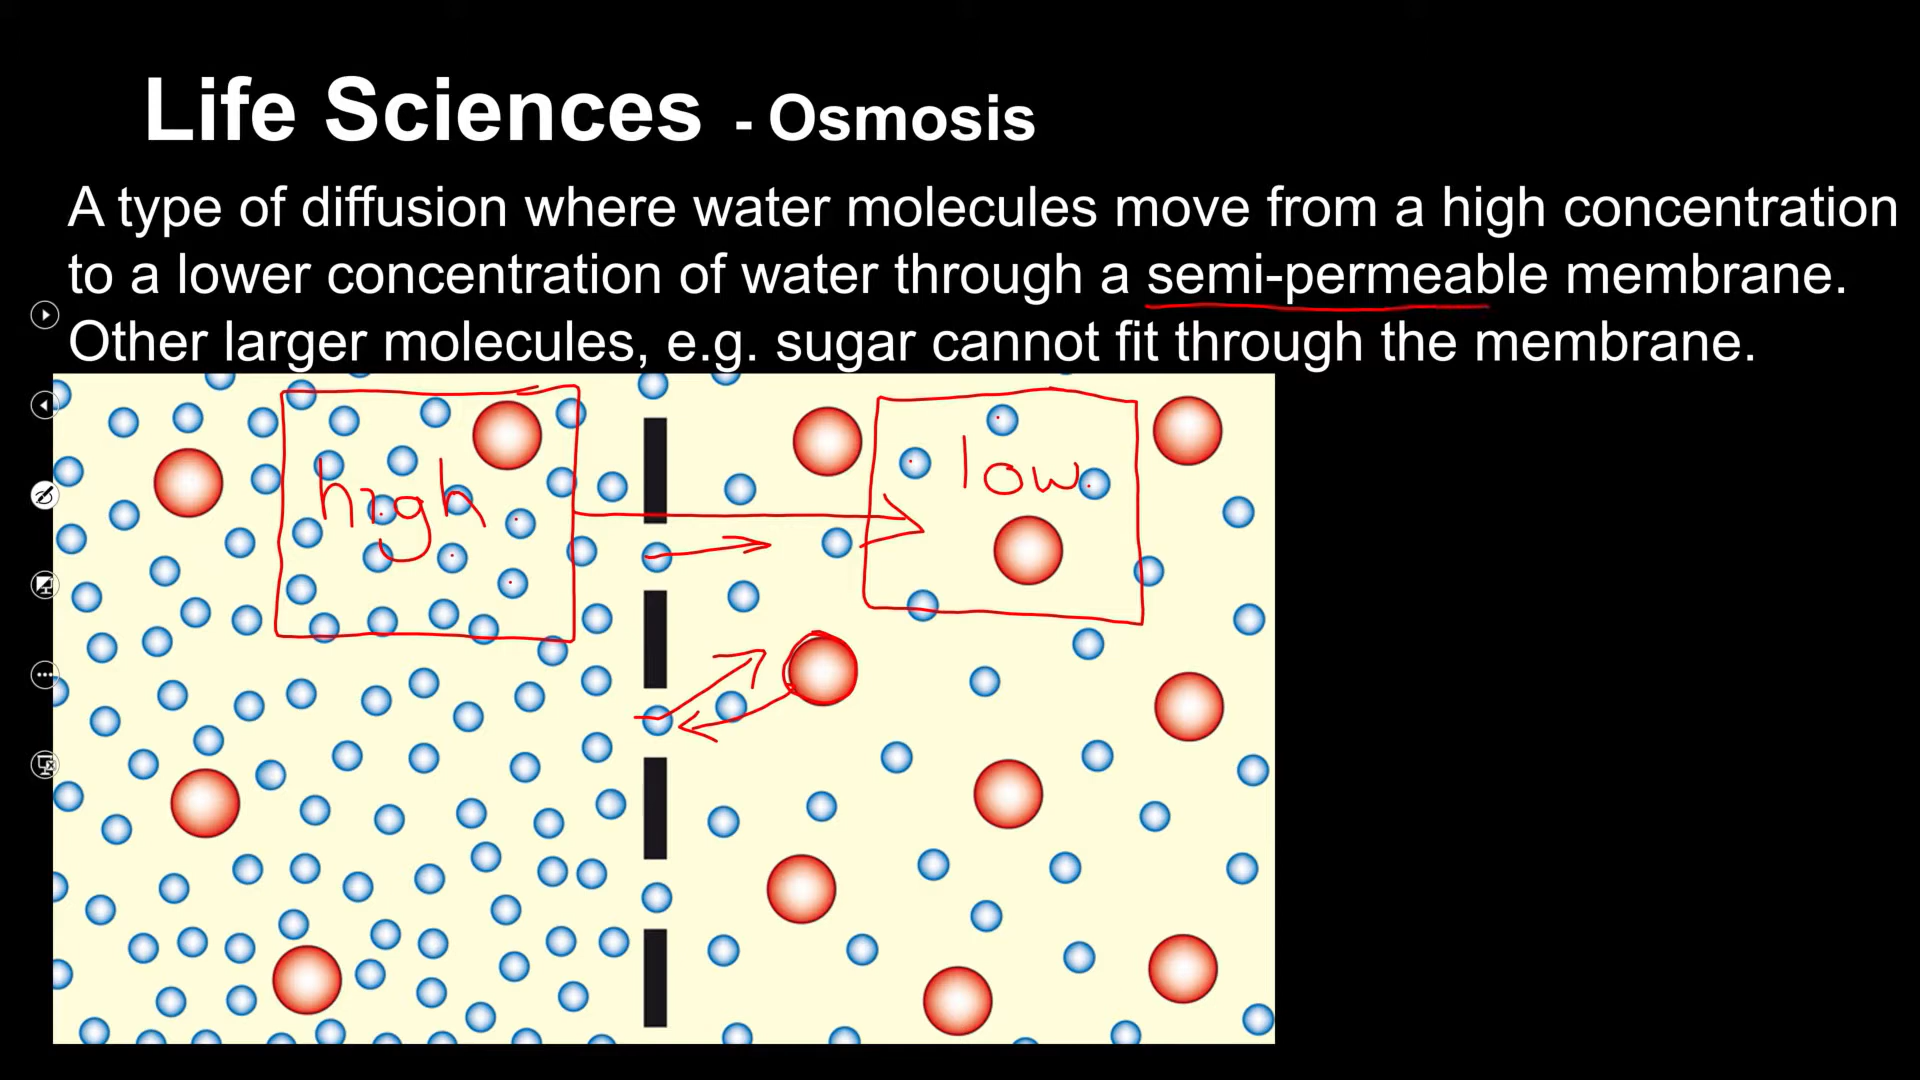 Life Sciences - Osmosis
A type of diffusion where water molecules move from a high concentration
to a lower concentration of water through a semi-permeable membrane.
Other larger molecules, e.g. sugar cannot fit through the membrane.
high
low